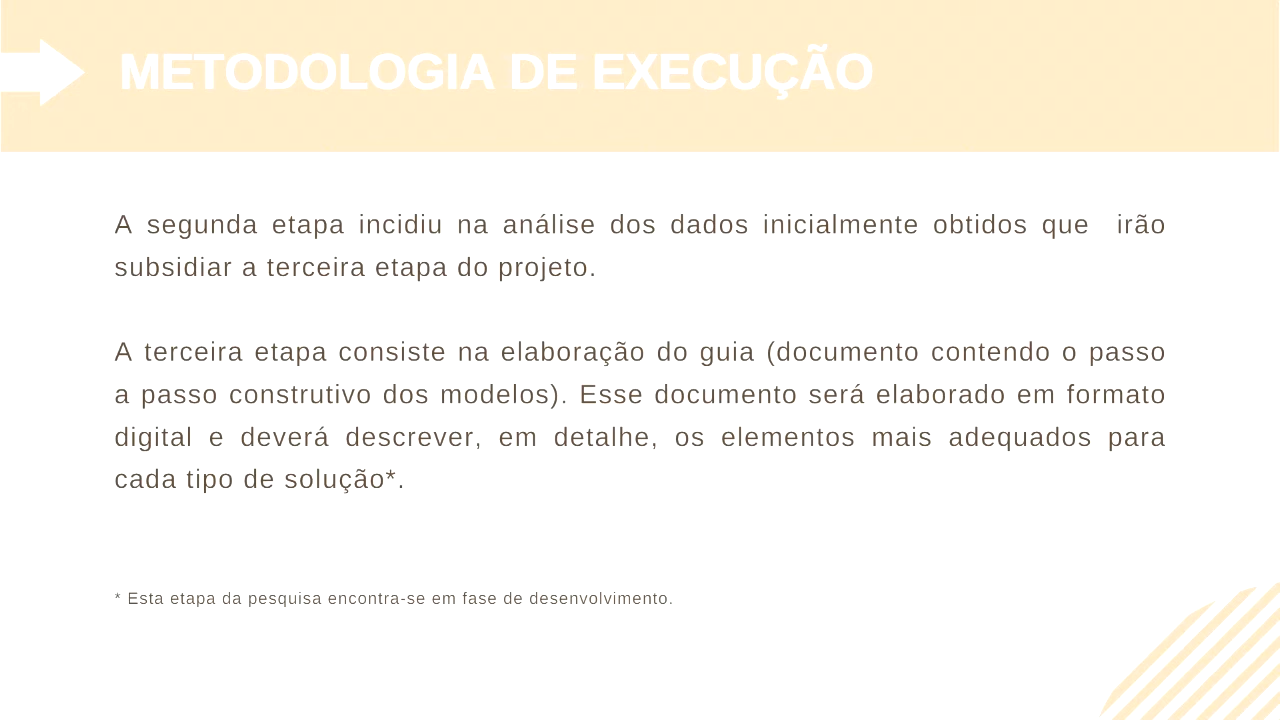 METODOLOGIA DE EXECUÇÃO
A segunda etapa incidiu na análise dos dados inicialmente obtidos que irão
subsidiar a terceira etapa do projeto.
A terceira etapa consiste na elaboração do guia (documento contendo o passo
a passo construtivo dos modelos). Esse documento será elaborado em formato
digital e deverá descrever, em detalhe, os elementos mais adequados para
cada tipo de solução*.
* Esta etapa da pesquisa encontra-se em fase de desenvolvimento.